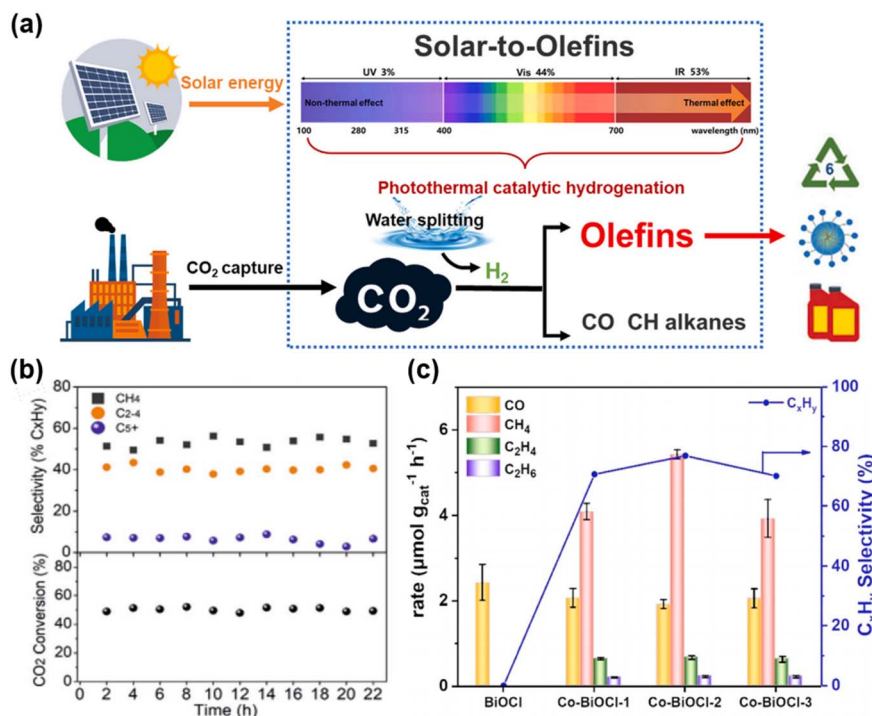 (a)
Solar-to-Olefins
Solar energy
UV 3%
Vis 44%
IR 53%
Non-thermal effect
Thermal effect
100
280
315
400
700
wavelength (nm)
Photothermal catalytic hydrogenation
6
Water splitting
H2
CO2 capture
CO2
Olefins
CO CH alkanes
(b)
CH4
C2-4
C5+
Selectivity (% CxHy)
80
60
40
20
0
CO2 Conversion (%)
80
60
40
20
0
0 2 4 6 8 10 12 14 16 18 20 22
Time (h)
(c)
CO
CH4
C2H4
C2H6
CxHy
rate (μmol gcat-1 h-1)
6
4
2
0
BiOCl
Co-BiOCl-1
Co-BiOCl-2
Co-BiOCl-3
100
90
80
70
60
50
40
30
20
10
0
CxHy Selectivity (%)